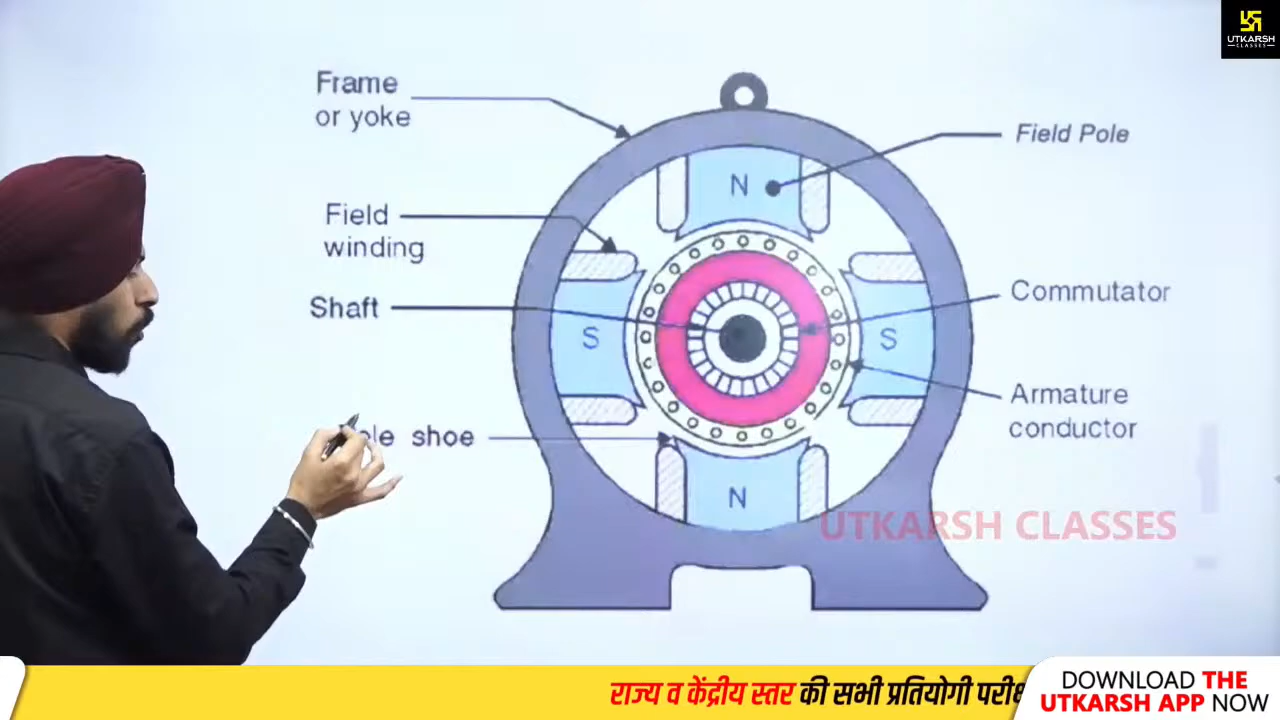 UTKARSH
CLASSES
Frame
or yoke
Field Pole
N
Field
winding
Commutator
Shaft
S
S
Armature
conductor
shoe
N
UTKARSH CLASSES
राज्य व केंद्रीय स्तर की सभी प्रतियोगी
DOWNLOAD THE
UTKARSH APP NOW